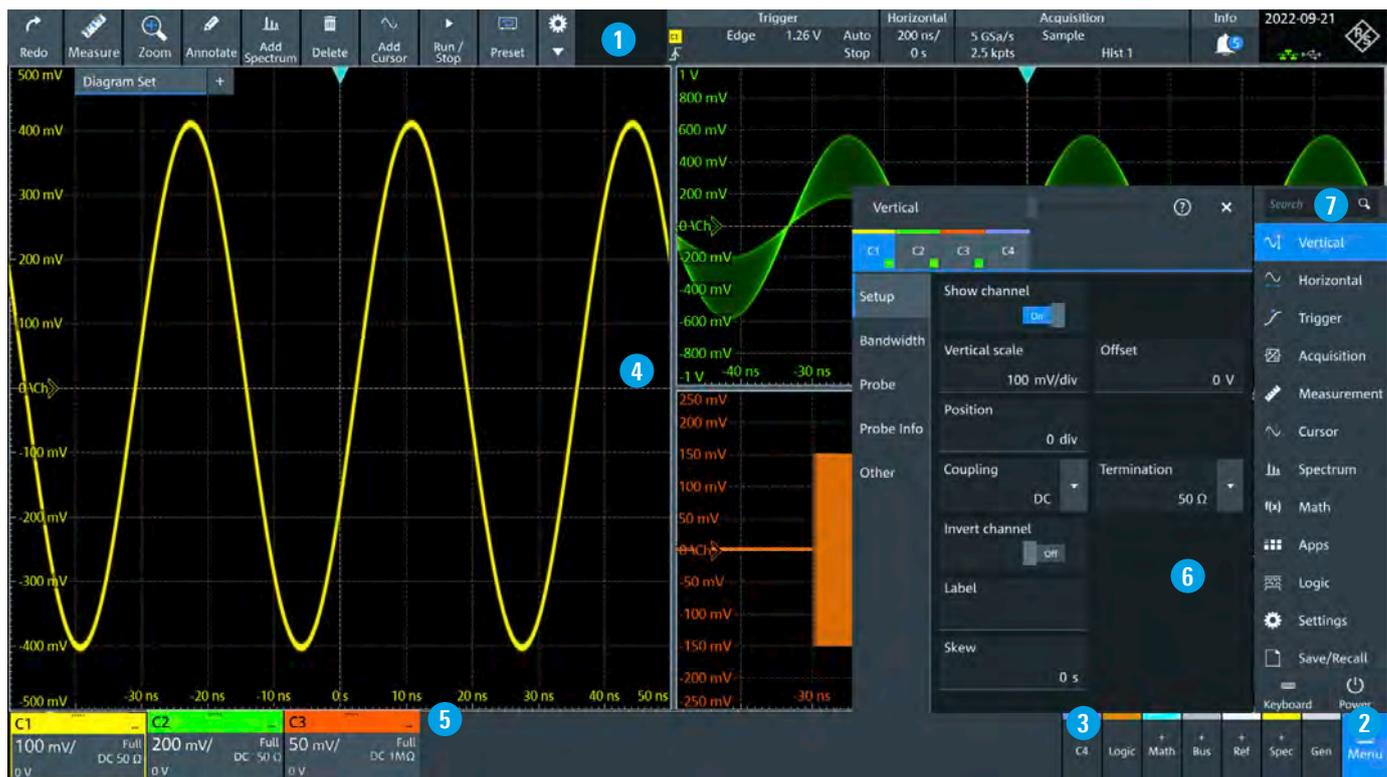 Redo Measure Zoom Annotate Add Spectrum Delete Add Cursor Run / Stop Preset
1
C1
Trigger
Edge 1.26 V Auto
Stop
Horizontal
200 ns/
0 s
Acquisition
5 GSa/s Sample
2.5 kpts Hist 1
Info
5
2022-09-21
R&S
Diagram Set +
500 mV
400 mV
300 mV
200 mV
100 mV
0 \Ch
-100 mV
-200 mV
-300 mV
-400 mV
-500 mV
-30 ns -20 ns -10 ns 0 s 10 ns 20 ns 30 ns 40 ns 50 ns
1 V
800 mV
600 mV
400 mV
200 mV
0 \Ch
-200 mV
-400 mV
-600 mV
-800 mV
-1 V
-40 ns -30 ns
4
250 mV
200 mV
150 mV
100 mV
50 mV
0 \Ch
-50 mV
-100 mV
-150 mV
-200 mV
-250 mV
-30 ns
Vertical ? ×
C1 C2 C3 C4
Setup
Bandwidth
Probe
Probe Info
Other
Show channel
On
Vertical scale
100 mV/div
Offset
0 V
Position
0 div
Coupling
DC
Termination
50 Ω
Invert channel
Off
Label
Skew
0 s
6
Search 7
Vertical
Horizontal
Trigger
Acquisition
Measurement
Cursor
Spectrum
f(x) Math
Apps
Logic
Settings
Save/Recall
Keyboard Power
C1
100 mV/ Full
DC 50 Ω
0 V
C2
200 mV/ Full
DC 50 Ω
0 V
C3
50 mV/ Full
DC 1MΩ
0 V
5
3
2
C4 Logic + Math + Bus + Ref + Spec Gen Menu